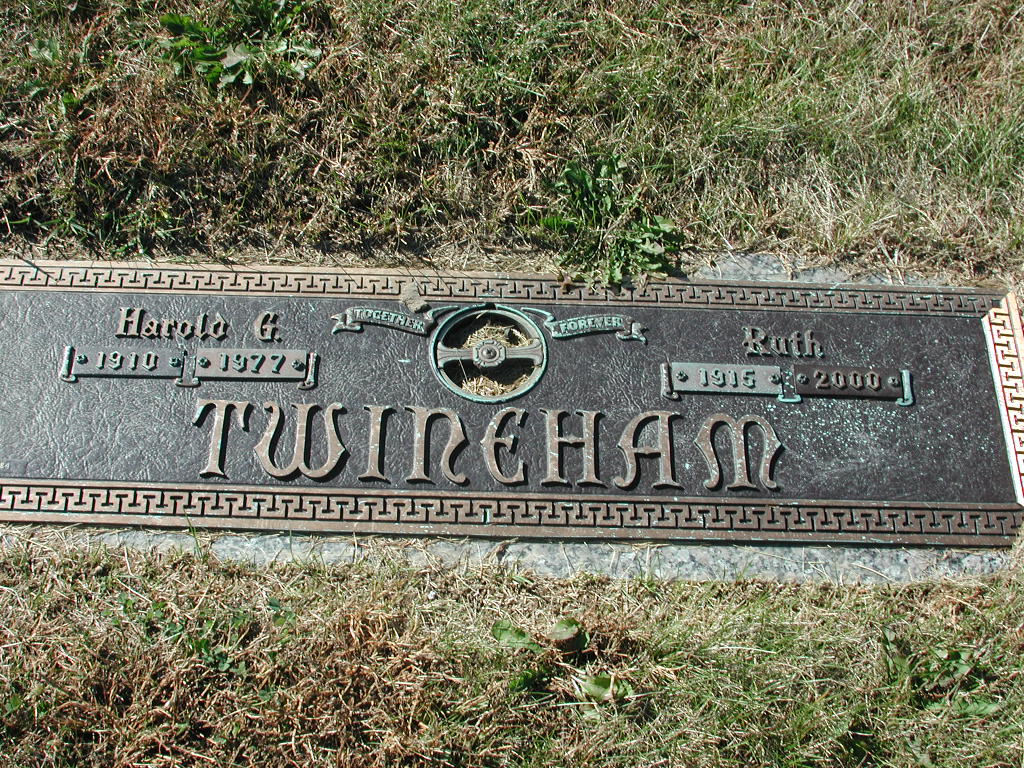 Harold G.
1910 1977
TOGETHER FOREVER
Ruth
1915 2000
TWINEHAM